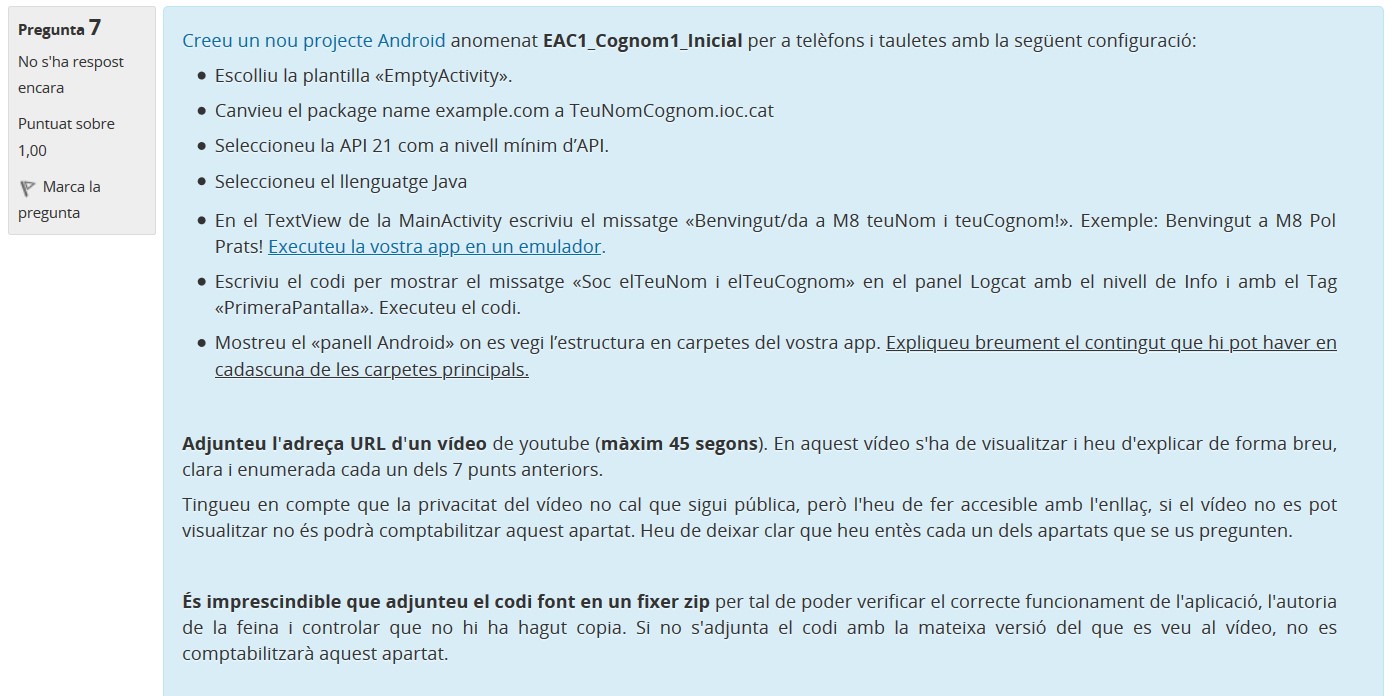 Pregunta 7
No s'ha respost
encara
Puntuat sobre
1,00
Marca la
pregunta
Creeu un nou projecte Android anomenat EAC1_Cognom1_Inicial per a telèfons i tauletes amb la següent configuració:
• Escolliu la plantilla «EmptyActivity».
• Canvieu el package name example.com a TeuNomCognom.ioc.cat
• Seleccioneu la API 21 com a nivell mínim d’API.
• Seleccioneu el llenguatge Java
• En el TextView de la MainActivity escriviu el missatge «Benvingut/da a M8 teuNom i teuCognom!». Exemple: Benvingut a M8 Pol
Prats! Executeu la vostra app en un emulador.
• Escriviu el codi per mostrar el missatge «Soc elTeuNom i elTeuCognom» en el panel Logcat amb el nivell de Info i amb el Tag
«PrimeraPantalla». Executeu el codi.
• Mostreu el «panell Android» on es vegi l’estructura en carpetes del vostra app. Expliqueu breument el contingut que hi pot haver en
cadascuna de les carpetes principals.
Adjunteu l'adreça URL d'un vídeo de youtube (màxim 45 segons). En aquest vídeo s'ha de visualitzar i heu d'explicar de forma breu,
clara i enumerada cada un dels 7 punts anteriors.
Tingueu en compte que la privacitat del vídeo no cal que sigui pública, però l'heu de fer accesible amb l'enllaç, si el vídeo no es pot
visualitzar no és podrà comptabilitzar aquest apartat. Heu de deixar clar que heu entès cada un dels apartats que se us pregunten.
És imprescindible que adjunteu el codi font en un fixer zip per tal de poder verificar el correcte funcionament de l'aplicació, l'autoria
de la feina i controlar que no hi ha hagut copia. Si no s'adjunta el codi amb la mateixa versió del que es veu al vídeo, no es
comptabilitzarà aquest apartat.